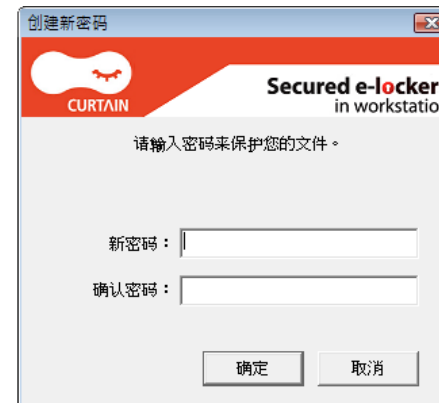 创建新密码
Secured e-locker
CURTAIN
in workstatio
请输入密码来保护您的文件。
新密码：
确认密码：
确定
取消